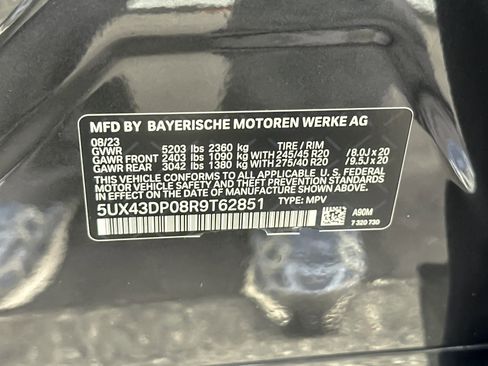 MFD BY BAYERISCHE MOTOREN WERKE AG
08/23 TIRE / RIM
GVWR 5203 lbs 2360 kg
GAWR FRONT 2403 lbs 1090 kg WITH 245/45 R20 / 8.0J x 20
GAWR REAR 3042 lbs 1380 kg WITH 275/40 R20 / 9.5J x 20
THIS VEHICLE CONFORMS TO ALL APPLICABLE U. S. FEDERAL
MOTOR VEHICLE SAFETY, BUMPER, AND THEFT PREVENTION STANDARDS
IN EFFECT ON THE DATE OF MANUFACTURE SHOWN ABOVE.
5UX43DP08R9T62851 TYPE: MPV
A90M
7 320 730